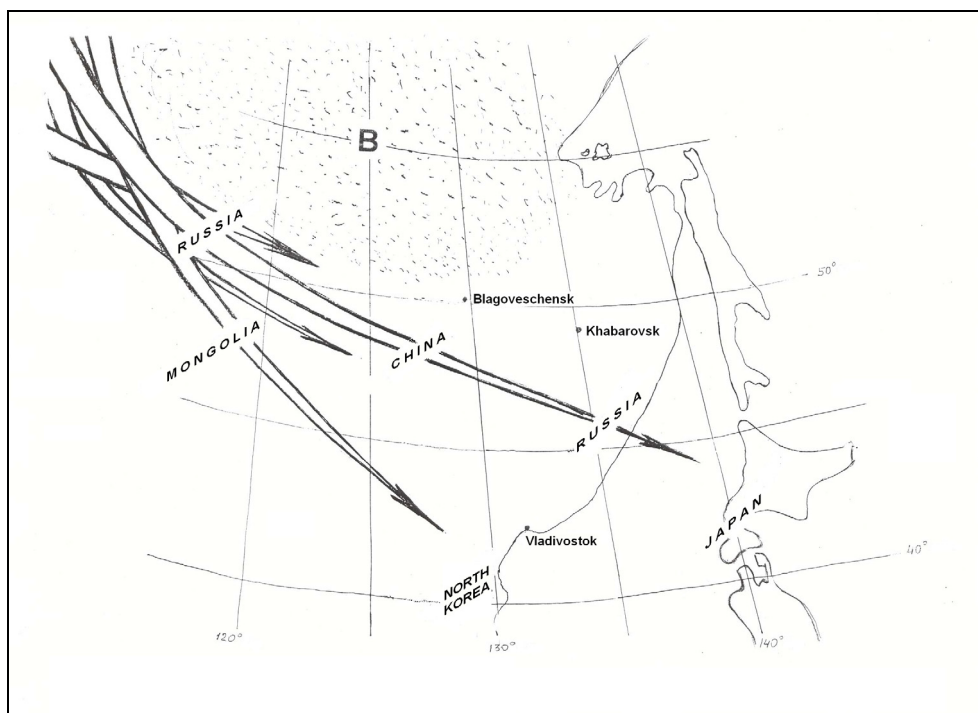 B
RUSSIA
50°
Blagoveschensk
Khabarovsk
MONGOLIA
CHINA
RUSSIA
JAPAN
Vladivostok
40°
NORTH
KOREA
120°
130°
140°